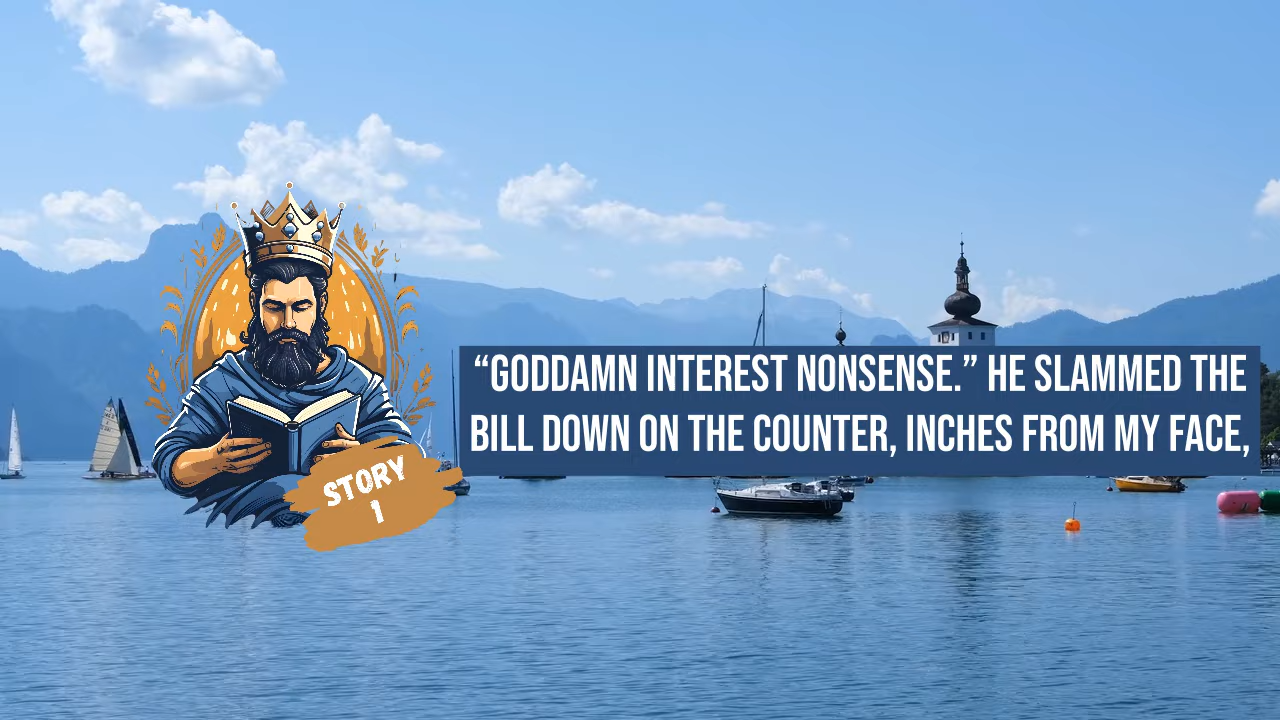 “GODDAMN INTEREST NONSENSE.” HE SLAMMED THE
BILL DOWN ON THE COUNTER, INCHES FROM MY FACE,
STORY
1